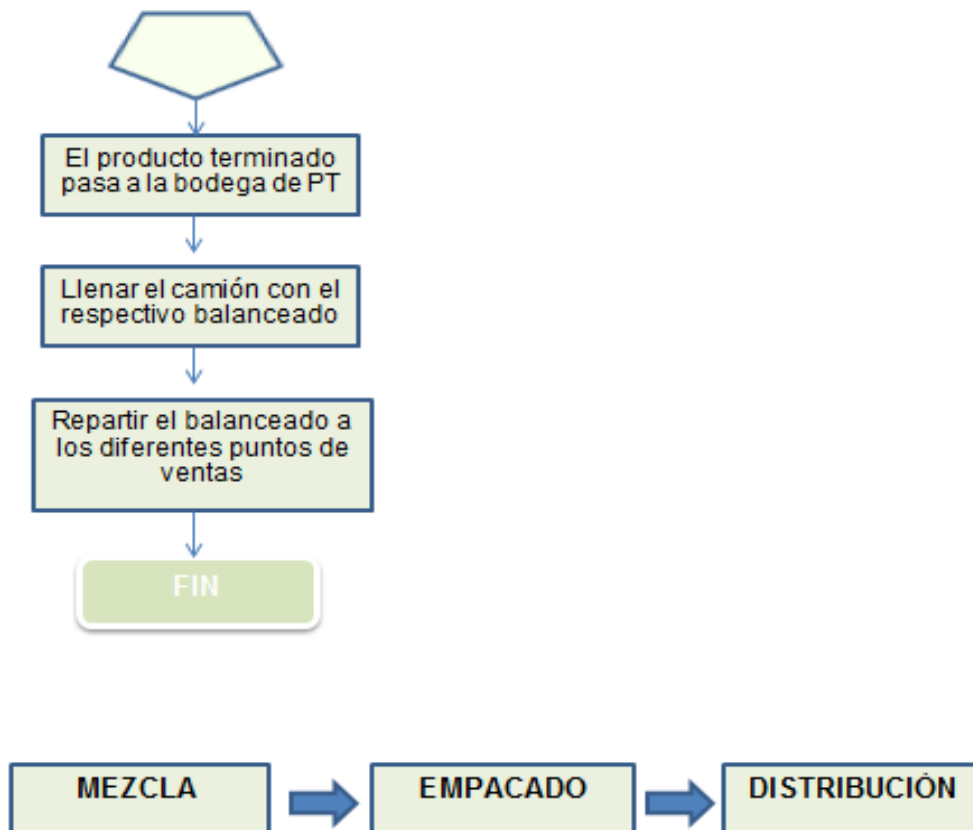 El producto terminado
pasa a la bodega de PT
Llenar el camión con el
respectivo balanceado
Repartir el balanceado a
los diferentes puntos de
ventas
FIN
MEZCLA
EMPACADO
DISTRIBUCIÓN